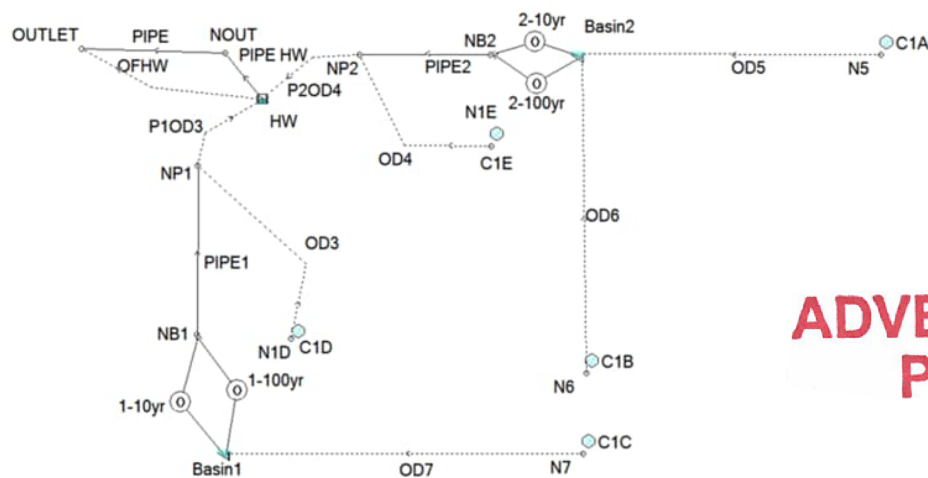 2-10yr
Basin2
C1A
OUTLET
PIPE
NOUT
NB2
PIPE HW
OFHW
NP2
PIPE2
OD5
N5
P2OD4
2-100yr
N1E
HW
P1OD3
OD4
C1E
NP1
OD6
OD3
PIPE1
ADVE
NB1
N1D
C1D
C1B
P
N6
1-100yr
1-10yr
O
O
O
O
C1C
Basin1
OD7
N7